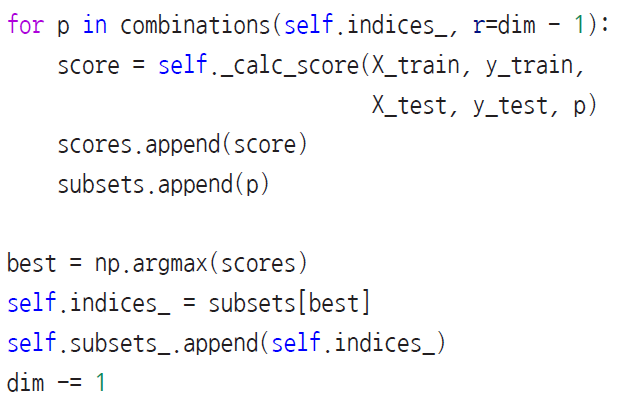 for p in combinations(self.indices_, r=dim - 1):
    score = self._calc_score(X_train, y_train,
                             X_test, y_test, p)
    scores.append(score)
    subsets.append(p)

best = np.argmax(scores)
self.indices_ = subsets[best]
self.subsets_.append(self.indices_)
dim -= 1